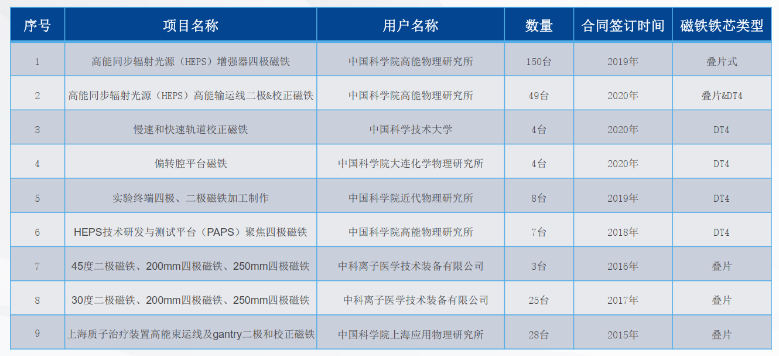 序号 项目名称 用户名称 数量 合同签订时间 磁铁铁芯类型
1 高能同步辐射光源（HEPS）增强器四极磁铁 中国科学院高能物理研究所 150台 2019年 叠片式
2 高能同步辐射光源（HEPS）高能输运线二极&校正磁铁 中国科学院高能物理研究所 49台 2020年 叠片&DT4
3 慢速和快速轨道校正磁铁 中国科学技术大学 4台 2020年 DT4
4 偏转腔平台磁铁 中国科学院大连化学物理研究所 4台 2020年 DT4
5 实验终端四极、二极磁铁加工制作 中国科学院近代物理研究所 8台 2019年 DT4
6 HEPS技术研发与测试平台（PAPS）聚焦四极磁铁 中国科学院高能物理研究所 7台 2018年 DT4
7 45度二极磁铁、200mm四极磁铁、250mm四极磁铁 中科离子医学技术装备有限公司 3台 2016年 叠片
8 30度二极磁铁、200mm四极磁铁、250mm四极磁铁 中科离子医学技术装备有限公司 25台 2017年 叠片
9 上海质子治疗装置高能束运线及gantry二极和校正磁铁 中国科学院上海应用物理研究所 28台 2015年 叠片